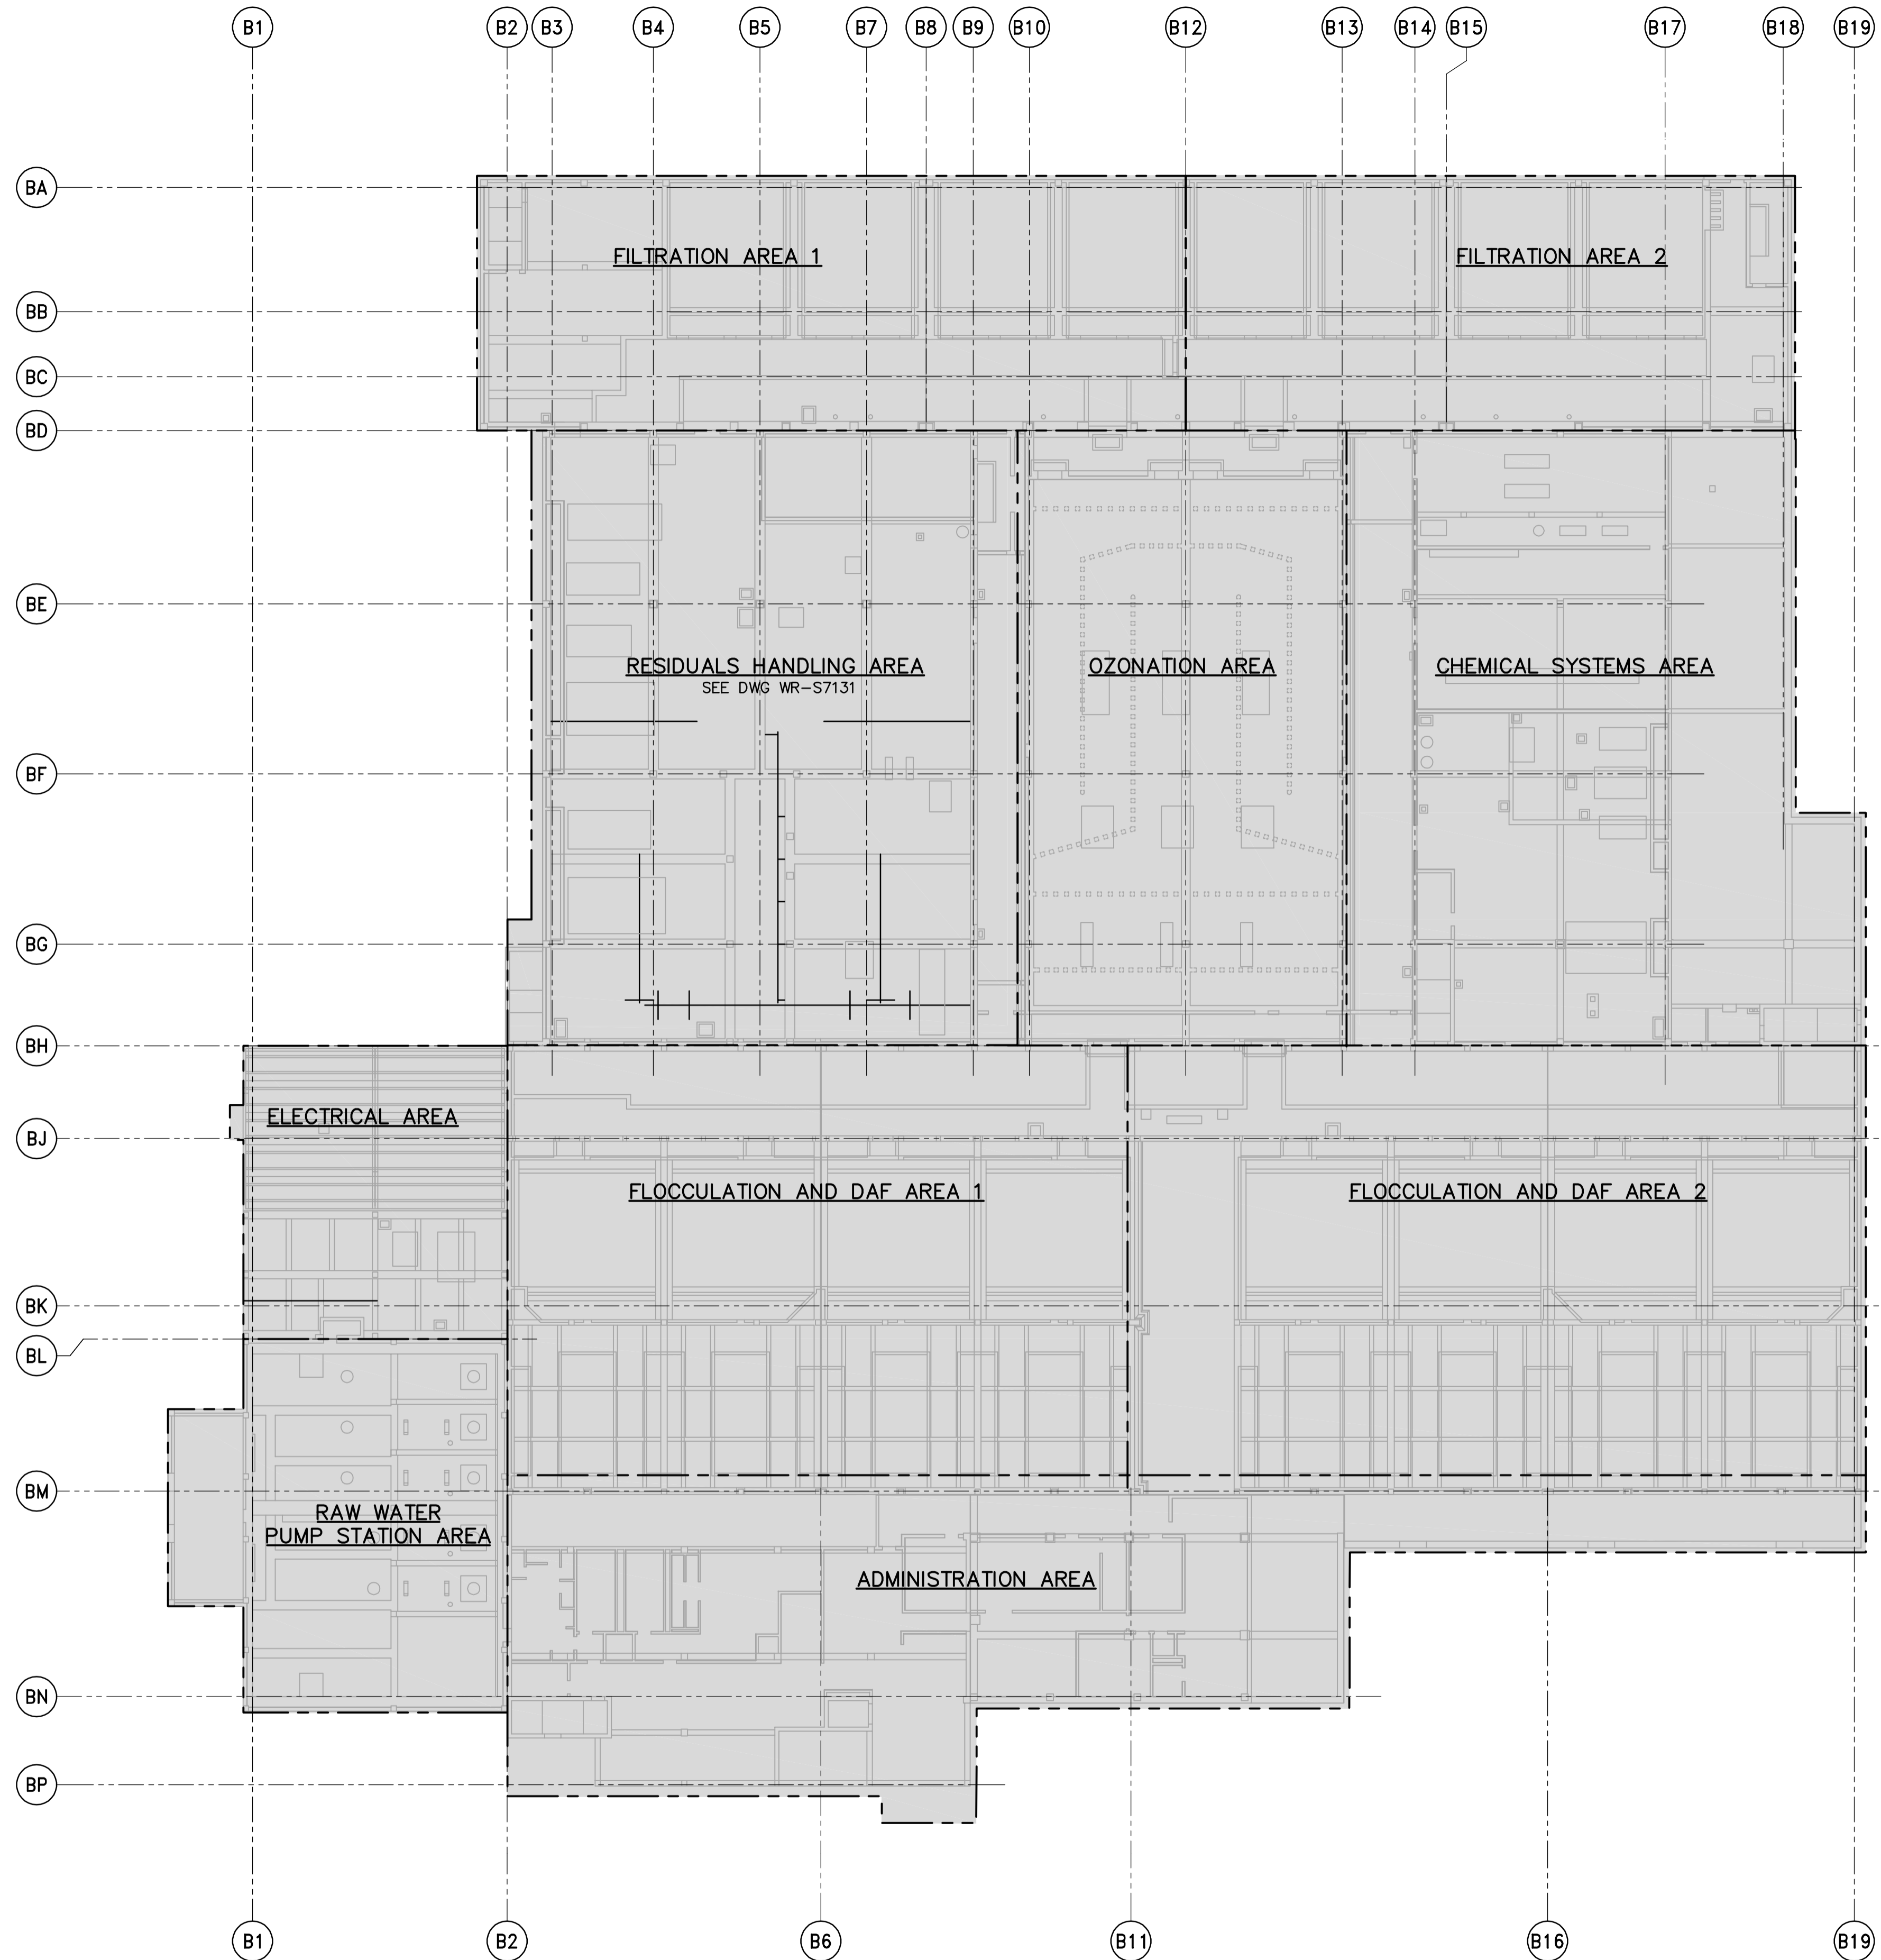 B1 B2 B3 B4 B5 B7 B8 B9 B10 B12 B13 B14 B15 B17 B18 B19
BA
FILTRATION AREA 1 FILTRATION AREA 2
BB
BC
BD
BE
RESIDUALS HANDLING AREA OZONATION AREA CHEMICAL SYSTEMS AREA
SEE DWG WR-S7131
BF
BG
BH
ELECTRICAL AREA
BJ
FLOCCULATION AND DAF AREA 1 FLOCCULATION AND DAF AREA 2
BK
BL
BM
RAW WATER
PUMP STATION AREA
ADMINISTRATION AREA
BN
BP
B1 B2 B6 B11 B16 B19